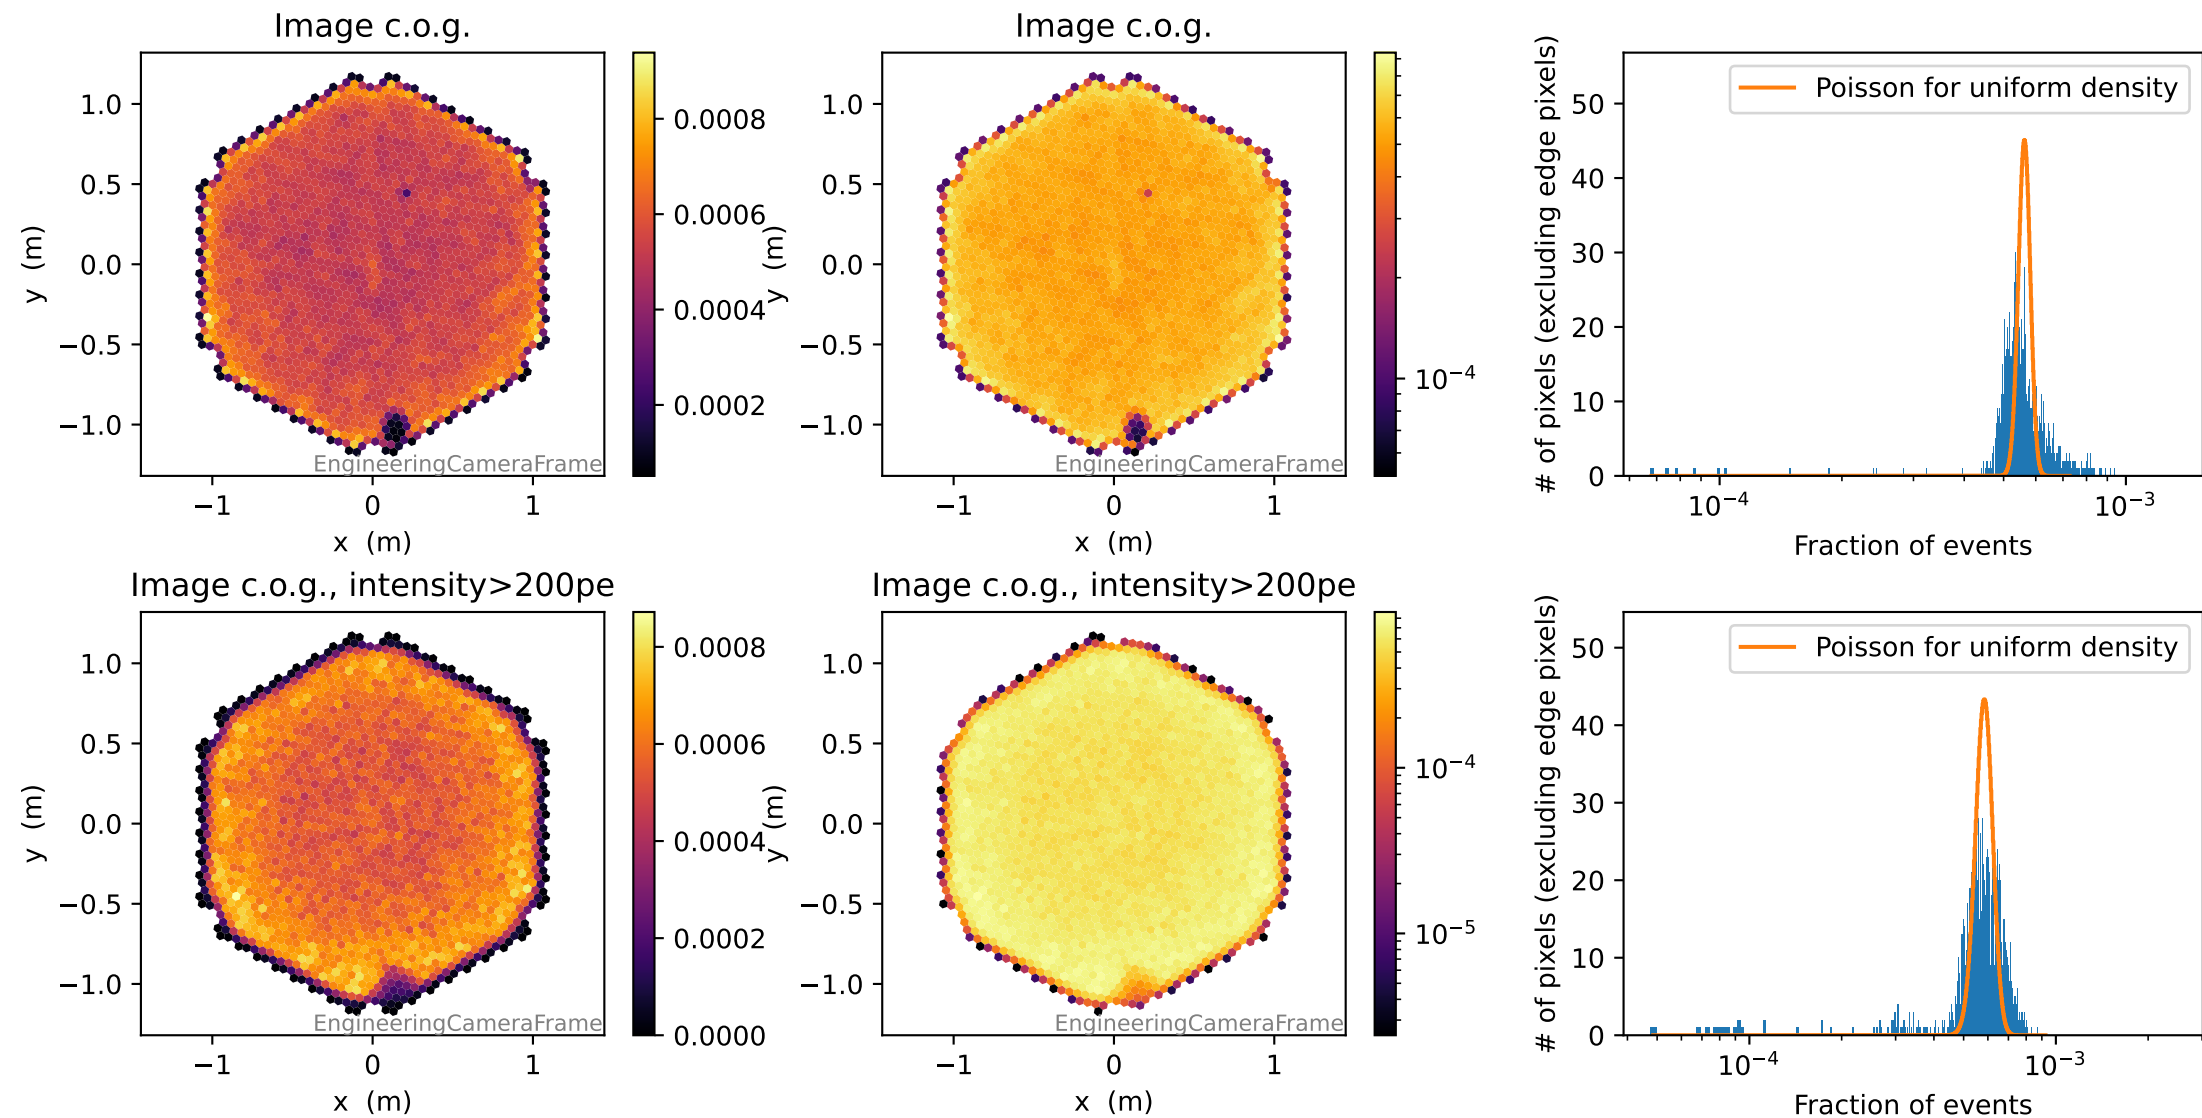 Image c.o.g.
1.0
0.5
0.0
−0.5
−1.0
y (m)
−1
0
1
x (m)
EngineeringCameraFrame
0.0008
0.0006
0.0004
0.0002
Image c.o.g.
1.0
0.5
0.0
−0.5
−1.0
y (m)
−1
0
1
x (m)
EngineeringCameraFrame
10⁻⁴
Poisson for uniform density
50
40
30
20
10
0
# of pixels (excluding edge pixels)
10⁻⁴
10⁻³
Fraction of events
Image c.o.g., intensity>200pe
1.0
0.5
0.0
−0.5
−1.0
y (m)
−1
0
1
x (m)
EngineeringCameraFrame
0.0008
0.0006
0.0004
0.0002
0.0000
Image c.o.g., intensity>200pe
1.0
0.5
0.0
−0.5
−1.0
y (m)
−1
0
1
x (m)
EngineeringCameraFrame
10⁻⁴
10⁻⁵
Poisson for uniform density
50
40
30
20
10
0
# of pixels (excluding edge pixels)
10⁻⁴
10⁻³
Fraction of events